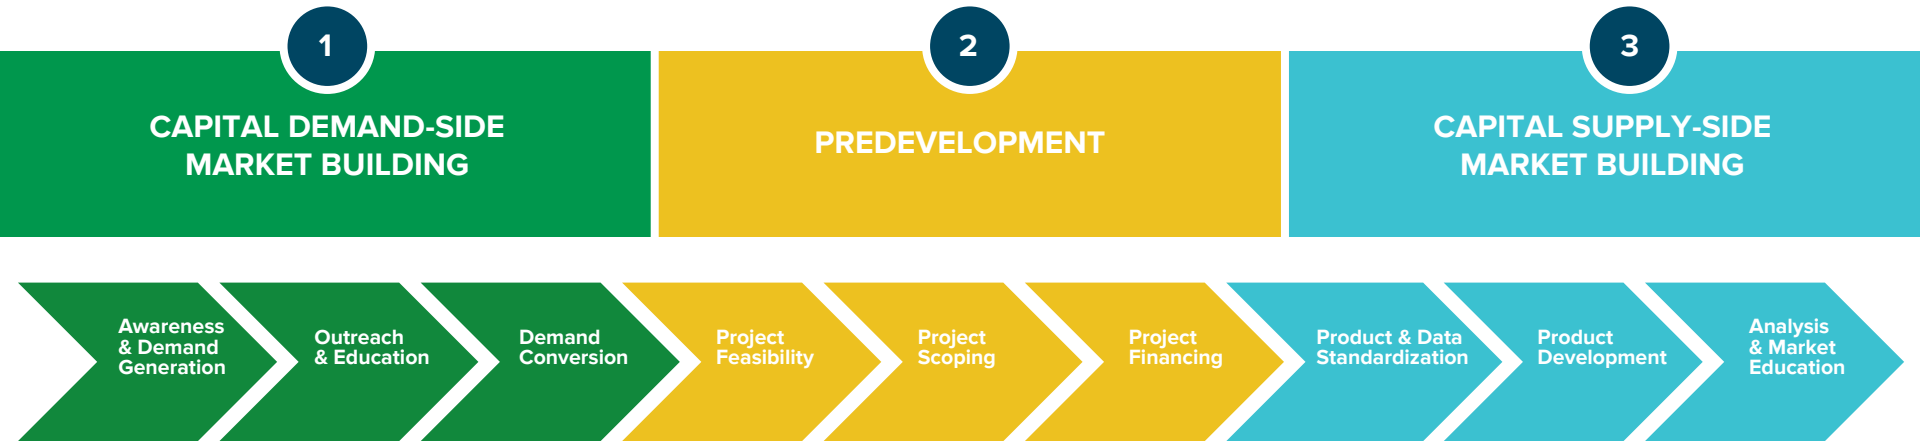 1
CAPITAL DEMAND-SIDE
MARKET BUILDING
2
PREDEVELOPMENT
3
CAPITAL SUPPLY-SIDE
MARKET BUILDING
Awareness
& Demand
Generation
Outreach
& Education
Demand
Conversion
Project
Feasibility
Project
Scoping
Project
Financing
Product & Data
Standardization
Product
Development
Analysis
& Market
Education